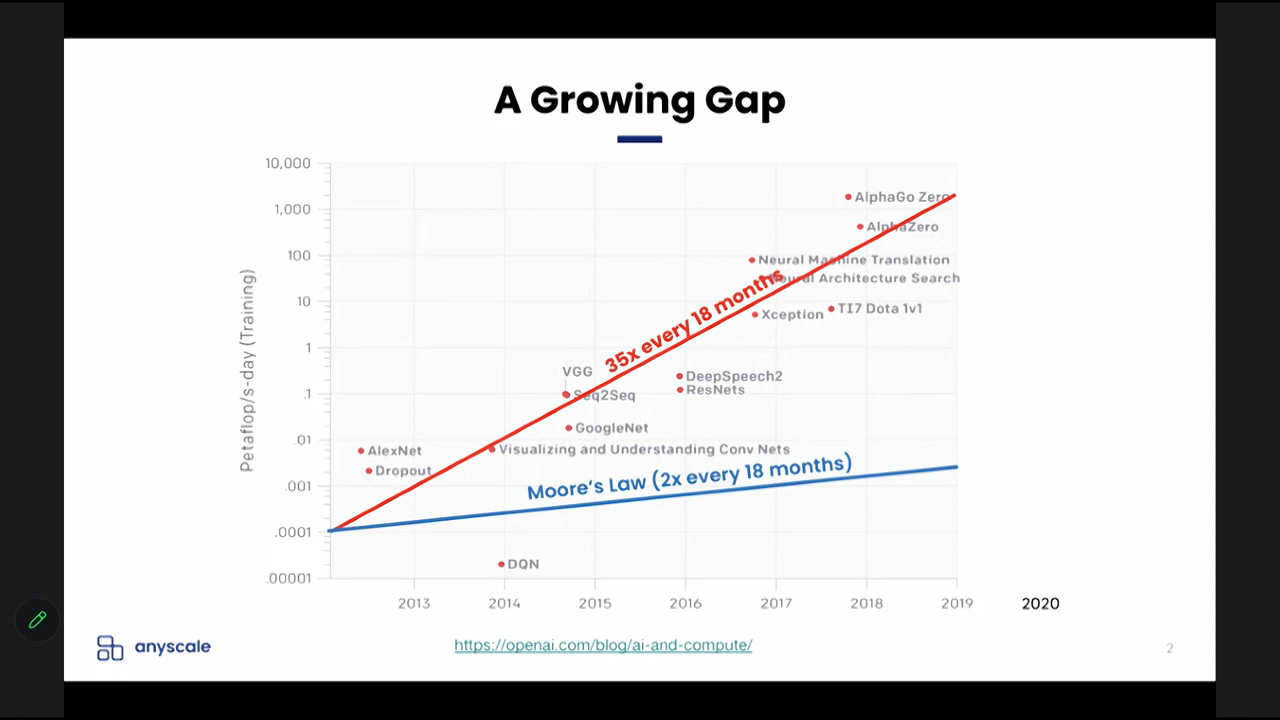 A Growing Gap
Petaflop/s-day (Training)
10,000
1,000
100
10
1
.1
.01
.001
.0001
.00001
AlphaGo Zero
AlphaZero
Neural Machine Translation
Neural Architecture Search
TI7 Dota 1v1
Xception
35x every 18 months
VGG
Seq2Seq
DeepSpeech2
ResNets
GoogleNet
AlexNet
Visualizing and Understanding Conv Nets
Dropout
Moore's Law (2x every 18 months)
DQN
2013 2014 2015 2016 2017 2018 2019 2020
anyscale
https://openai.com/blog/ai-and-compute/
2